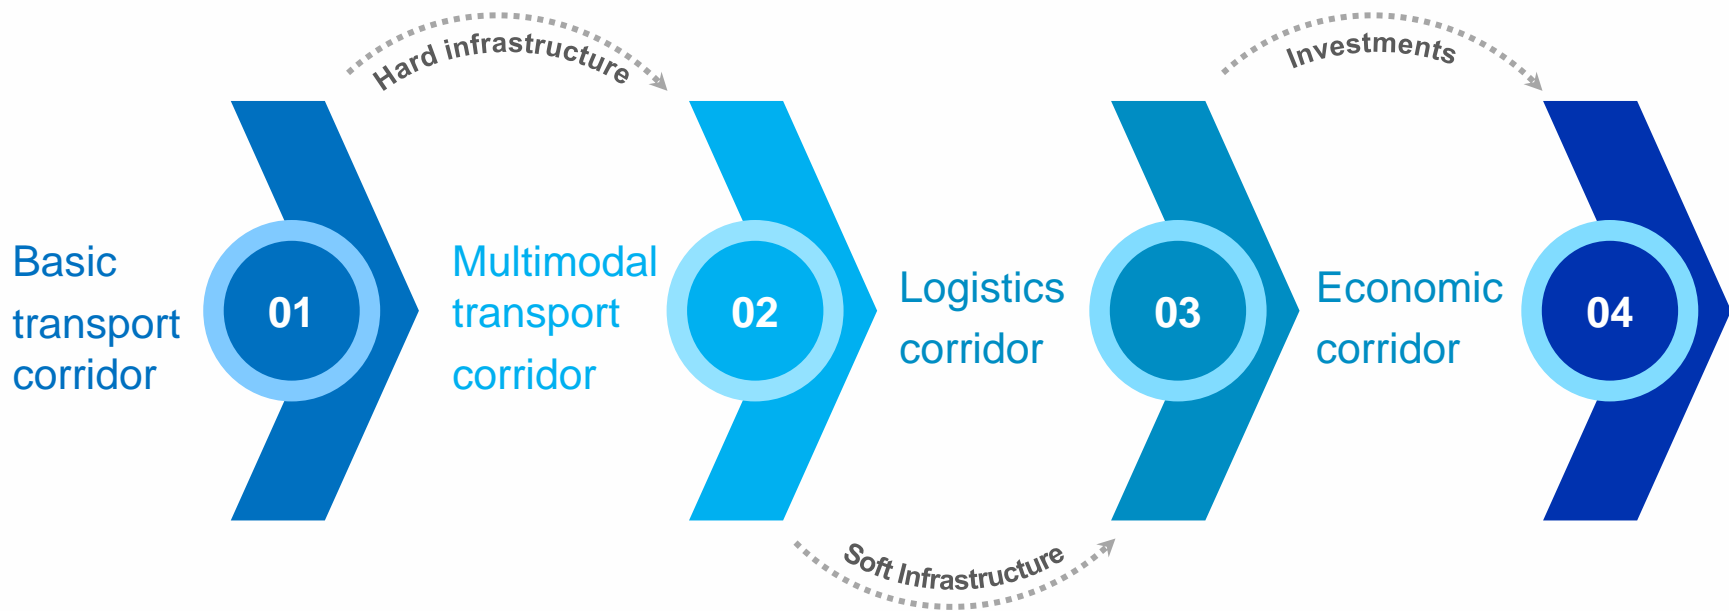 Hard infrastructure
Investments
Basic
transport
corridor
01
Multimodal
transport
corridor
02
Logistics
corridor
03
Economic
corridor
04
Soft Infrastructure